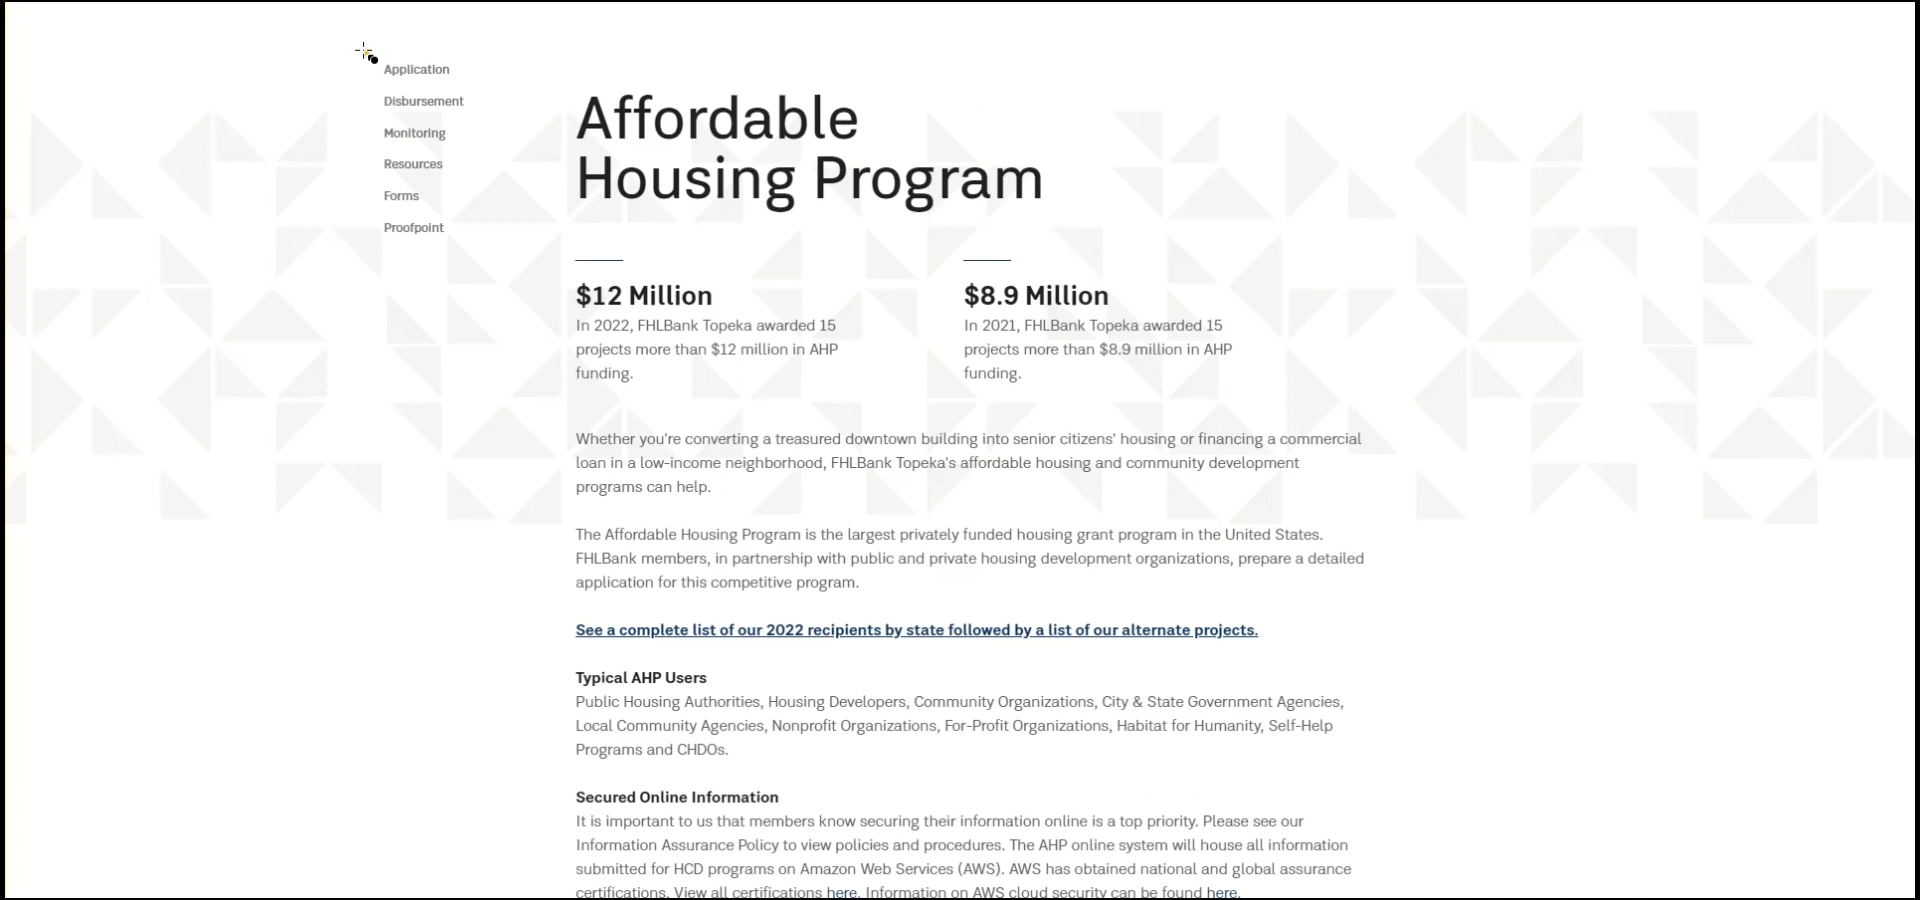 Application
Disbursement
Monitoring
Resources
Forms
Proofpoint
Affordable
Housing Program
$12 Million
In 2022, FHLBank Topeka awarded 15
projects more than $12 million in AHP
funding.
$8.9 Million
In 2021, FHLBank Topeka awarded 15
projects more than $8.9 million in AHP
funding.
Whether you're converting a treasured downtown building into senior citizens' housing or financing a commercial
loan in a low-income neighborhood, FHLBank Topeka's affordable housing and community development
programs can help.
The Affordable Housing Program is the largest privately funded housing grant program in the United States.
FHLBank members, in partnership with public and private housing development organizations, prepare a detailed
application for this competitive program.
See a complete list of our 2022 recipients by state followed by a list of our alternate projects.
Typical AHP Users
Public Housing Authorities, Housing Developers, Community Organizations, City & State Government Agencies,
Local Community Agencies, Nonprofit Organizations, For-Profit Organizations, Habitat for Humanity, Self-Help
Programs and CHDOs.
Secured Online Information
It is important to us that members know securing their information online is a top priority. Please see our
Information Assurance Policy to view policies and procedures. The AHP online system will house all information
submitted for HCD programs on Amazon Web Services (AWS). AWS has obtained national and global assurance
certifications. View all certifications here. Information on AWS cloud security can be found here.